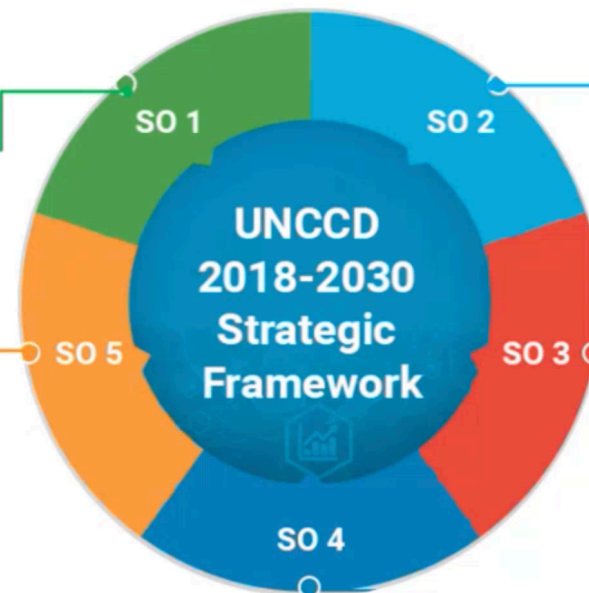 SO 1
SO 2
UNCCD
2018-2030
Strategic
Framework
SO 5
SO 3
SO 4